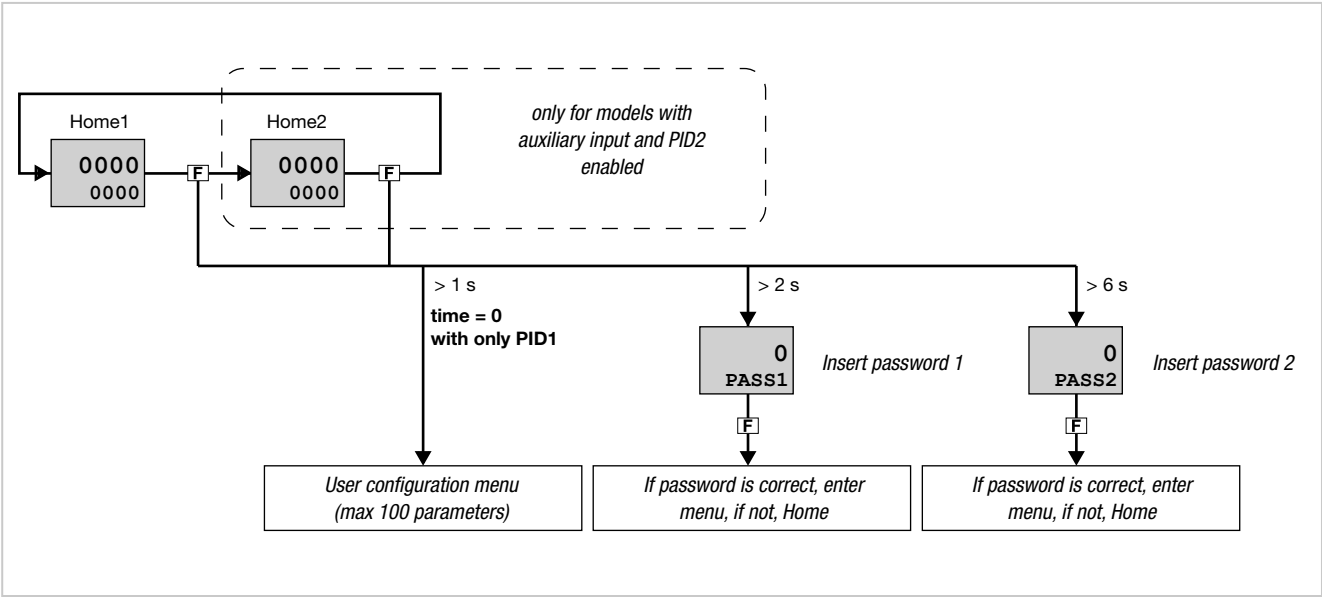 only for models with
auxiliary input and PID2
enabled
Home1
Home2
0000
0000
F
0000
0000
F
> 1 s
time = 0
with only PID1
> 2 s
> 6 s
0
PASS1
Insert password 1
0
PASS2
Insert password 2
F
F
User configuration menu
(max 100 parameters)
If password is correct, enter
menu, if not, Home
If password is correct, enter
menu, if not, Home